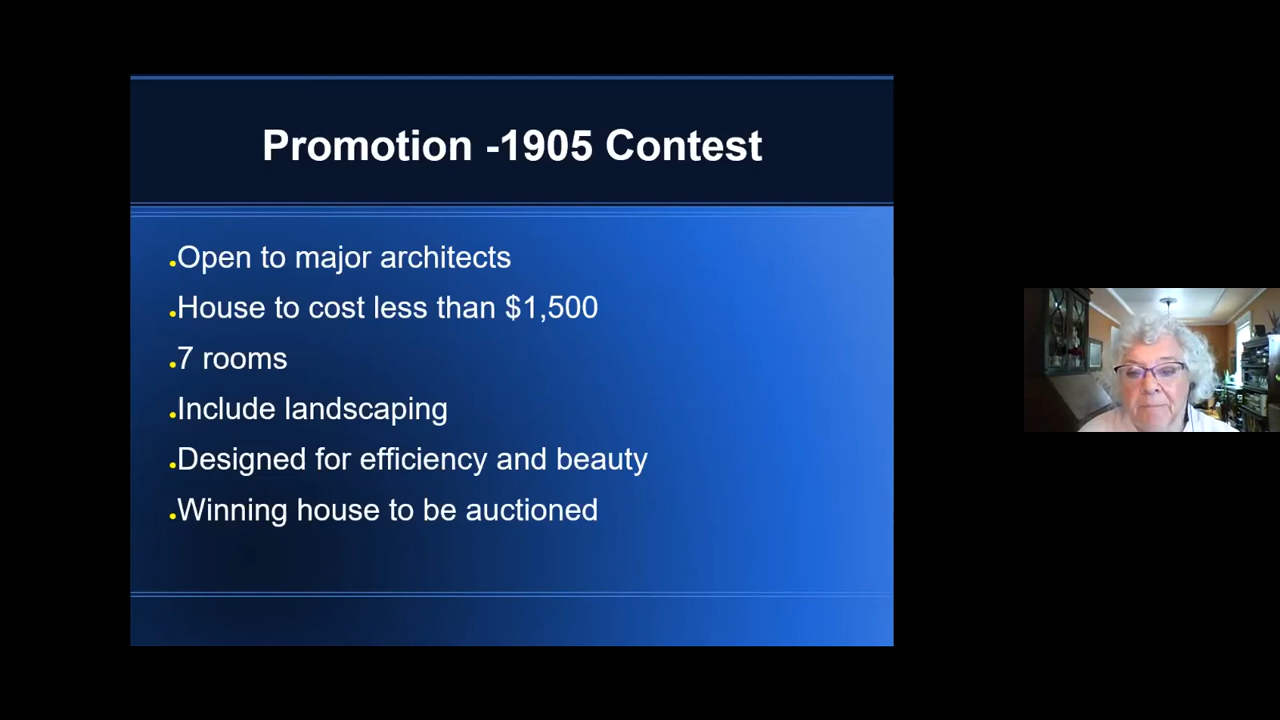 Promotion -1905 Contest
Open to major architects
House to cost less than $1,500
7 rooms
Include landscaping
Designed for efficiency and beauty
Winning house to be auctioned